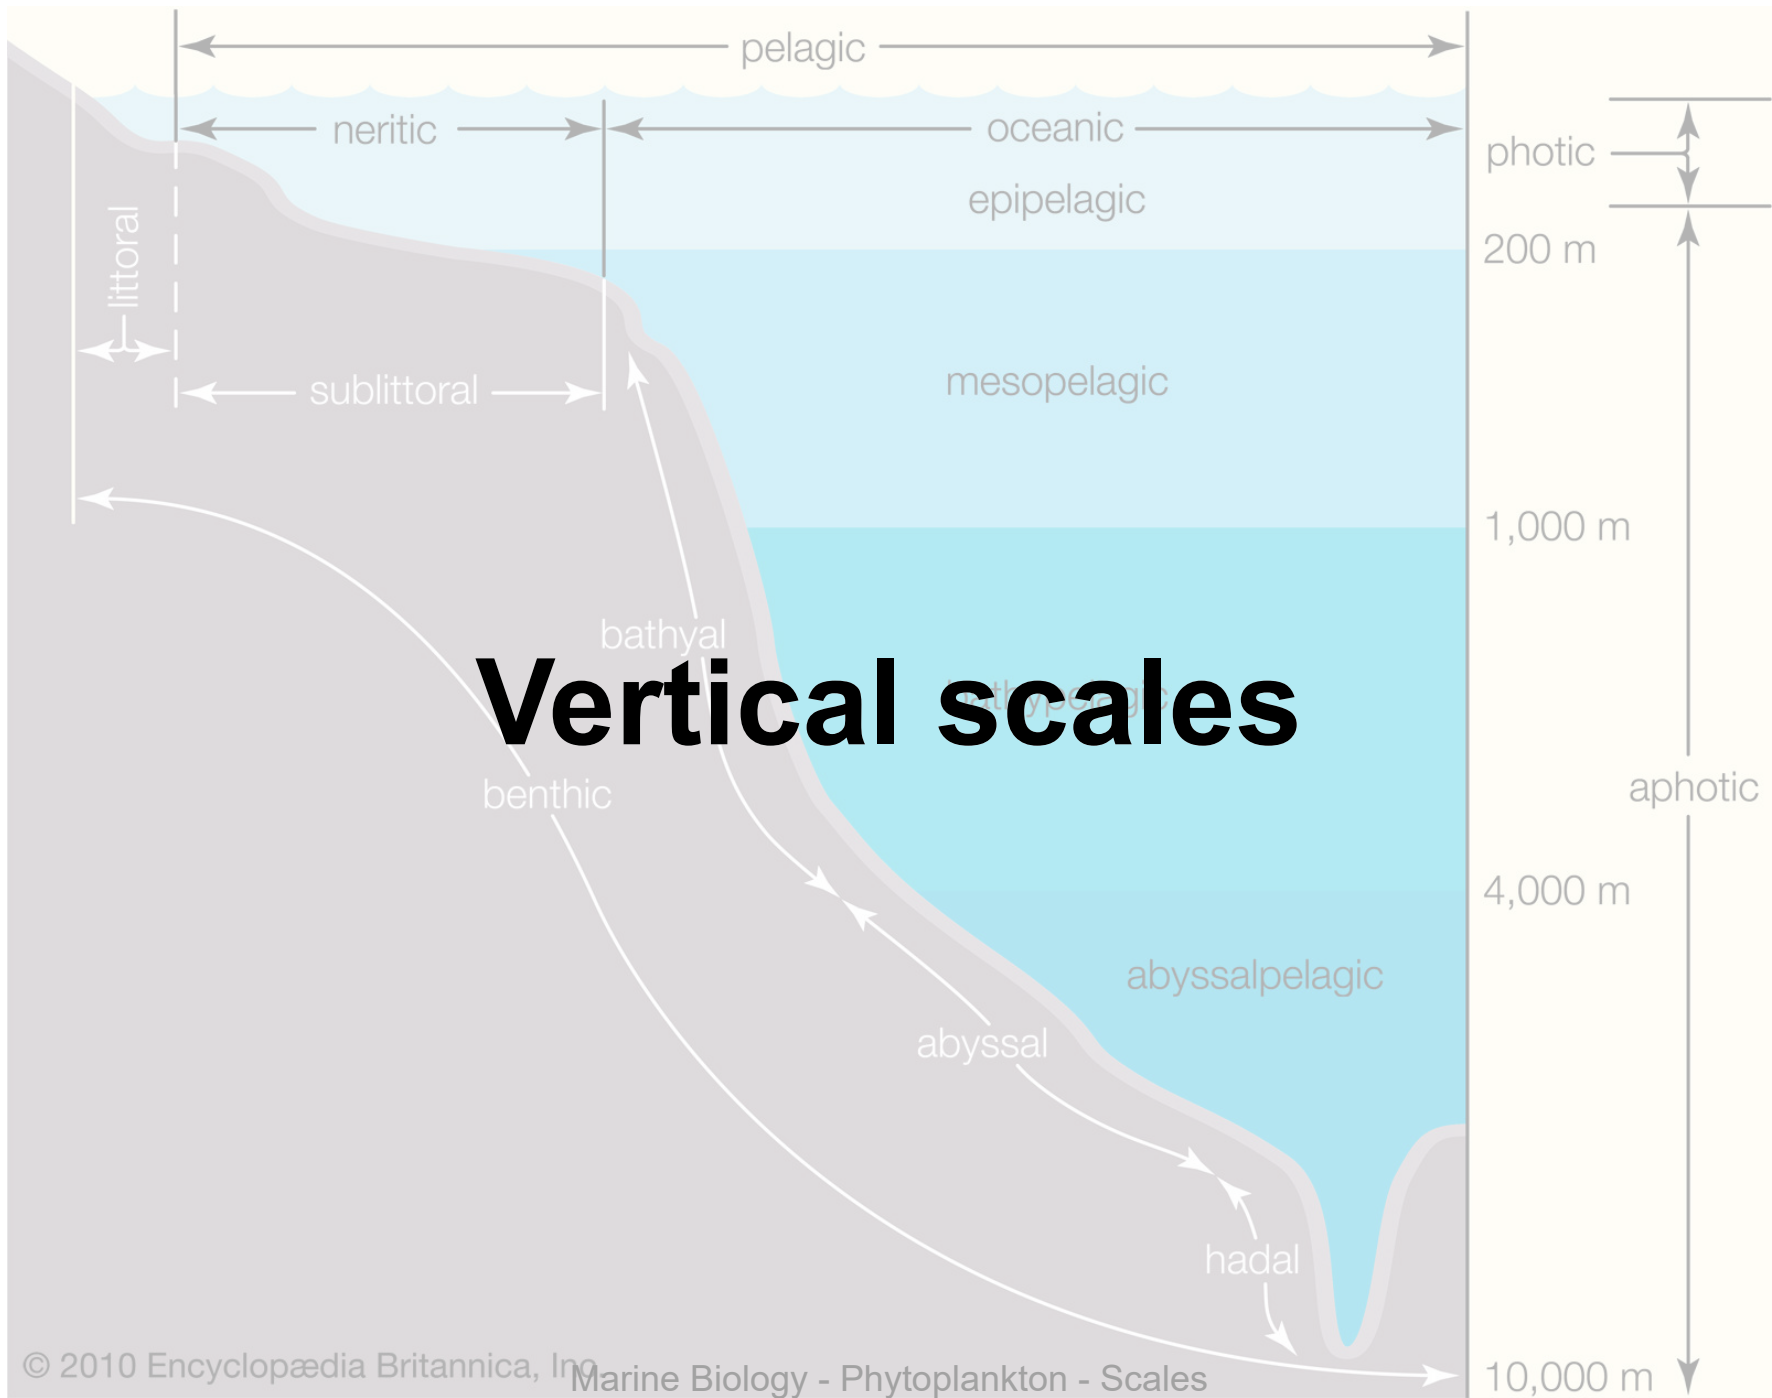 pelagic
neritic
oceanic
photic
epipelagic
200 m
littoral
mesopelagic
sublittoral
1,000 m
bathyal
bathypelagic
Vertical scales
benthic
aphotic
4,000 m
abyssalpelagic
abyssal
hadal
© 2010 Encyclopædia Britannica, Inc.
Marine Biology - Phytoplankton - Scales
10,000 m